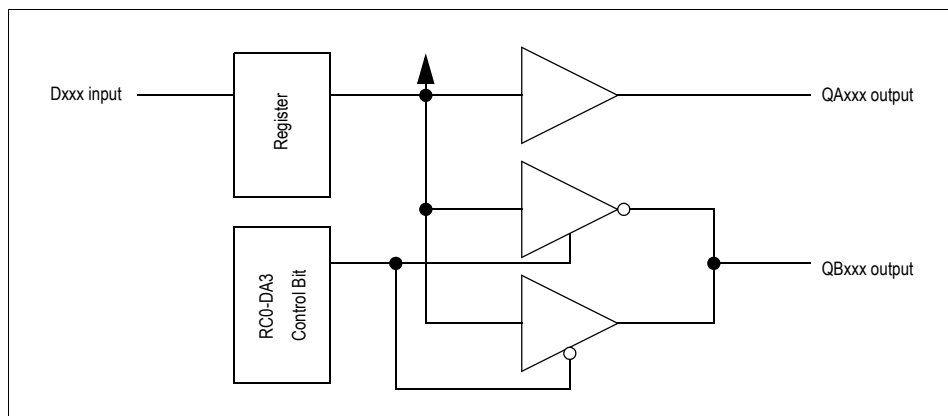 Dxxx input
Register
QAxxx output
RC0-DA3
Control Bit
QBxxx output